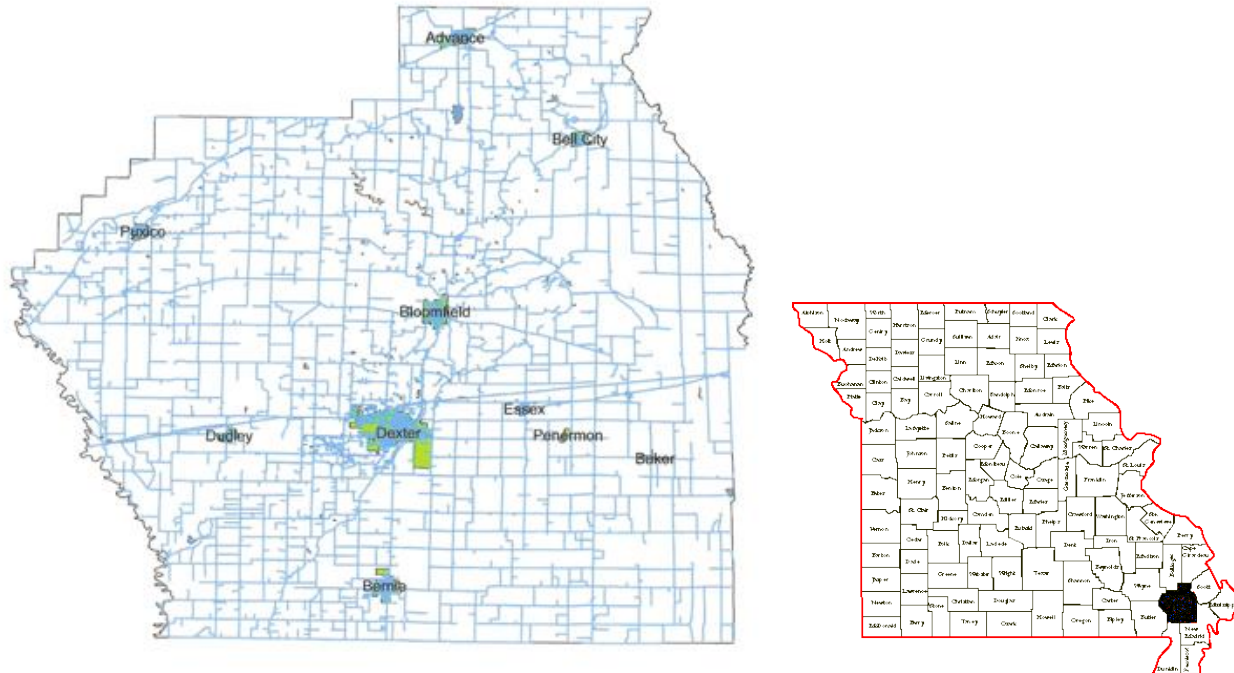 Advance
Bell City
Puxico
Bloomfield
Essex
Dexter
Dudley
Penermon
Baker
Bernie
Atchison
Nodaway
Worth
Harrison
Mercer
Putnam
Schuyler
Scotland
Clark
Gentry
Holt
Andrew
DeKalb
Daviess
Grundy
Sullivan
Adair
Knox
Lewis
Linn
Macon
Shelby
Marion
Buchanan
Clinton
Caldwell
Livingston
Platte
Clay
Ray
Carroll
Chariton
Randolph
Monroe
Ralls
Pike
Jackson
Lafayette
Saline
Howard
Boone
Audrain
Callaway
Montgomery
Lincoln
Warren
St. Charles
St. Louis
Cass
Johnson
Pettis
Cooper
Moniteau
Cole
Osage
Gasconade
Franklin
Jefferson
Bates
Henry
Benton
Morgan
Miller
Maries
St. Clair
Hickory
Camden
Pulaski
Phelps
Crawford
Washington
Ste. Genevieve
St. Francois
Perry
Vernon
Cedar
Polk
Dallas
Laclede
Dent
Iron
Madison
Bollinger
Cape Girardeau
Barton
Dade
Greene
Webster
Wright
Texas
Shannon
Reynolds
Wayne
Scott
Jasper
Lawrence
Christian
Douglas
Carter
Butler
Mississippi
Newton
Stone
McDonald
Barry
Taney
Ozark
Howell
Oregon
Ripley
New Madrid
Dunklin
Pemiscot